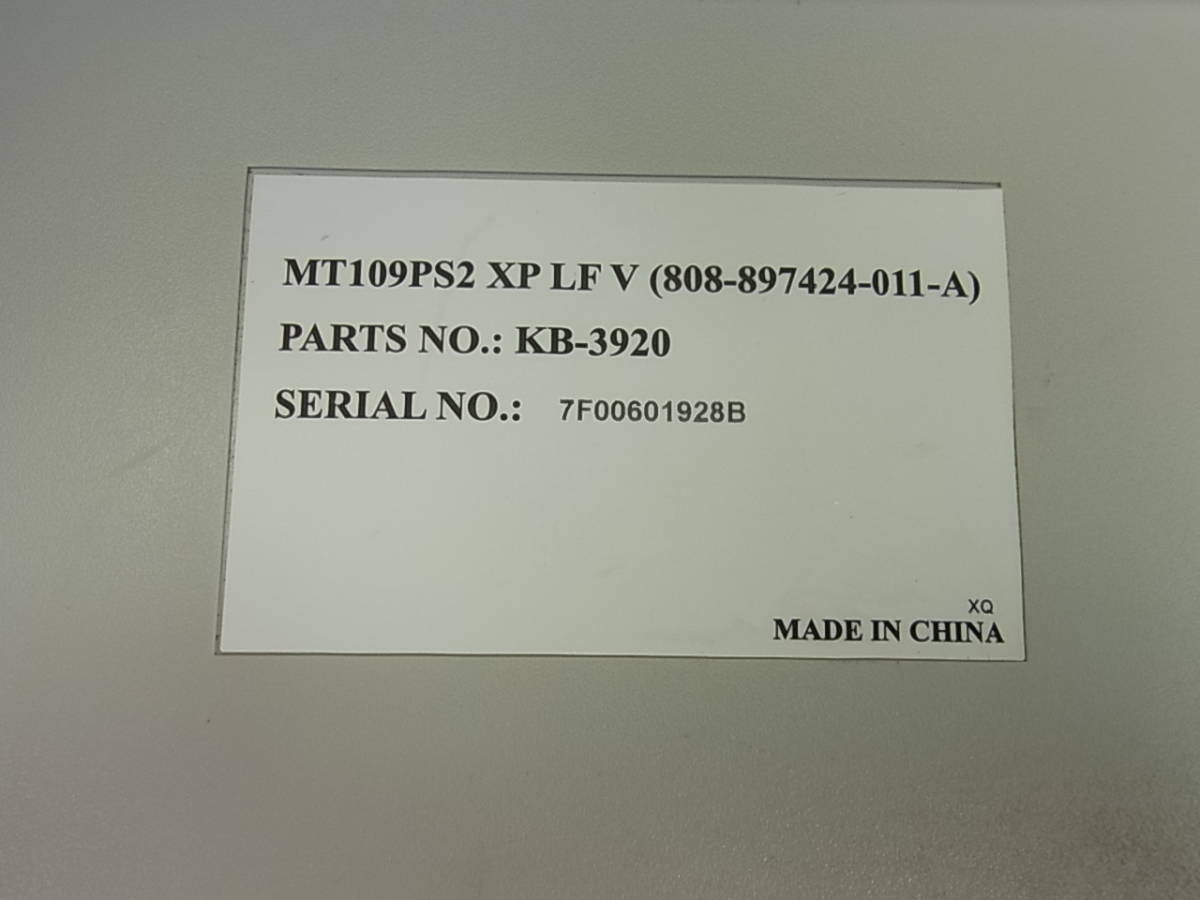 MT109PS2 XP LF V (808-897424-011-A)
PARTS NO.: KB-3920
SERIAL NO.: 7F00601928B
XQ
MADE IN CHINA